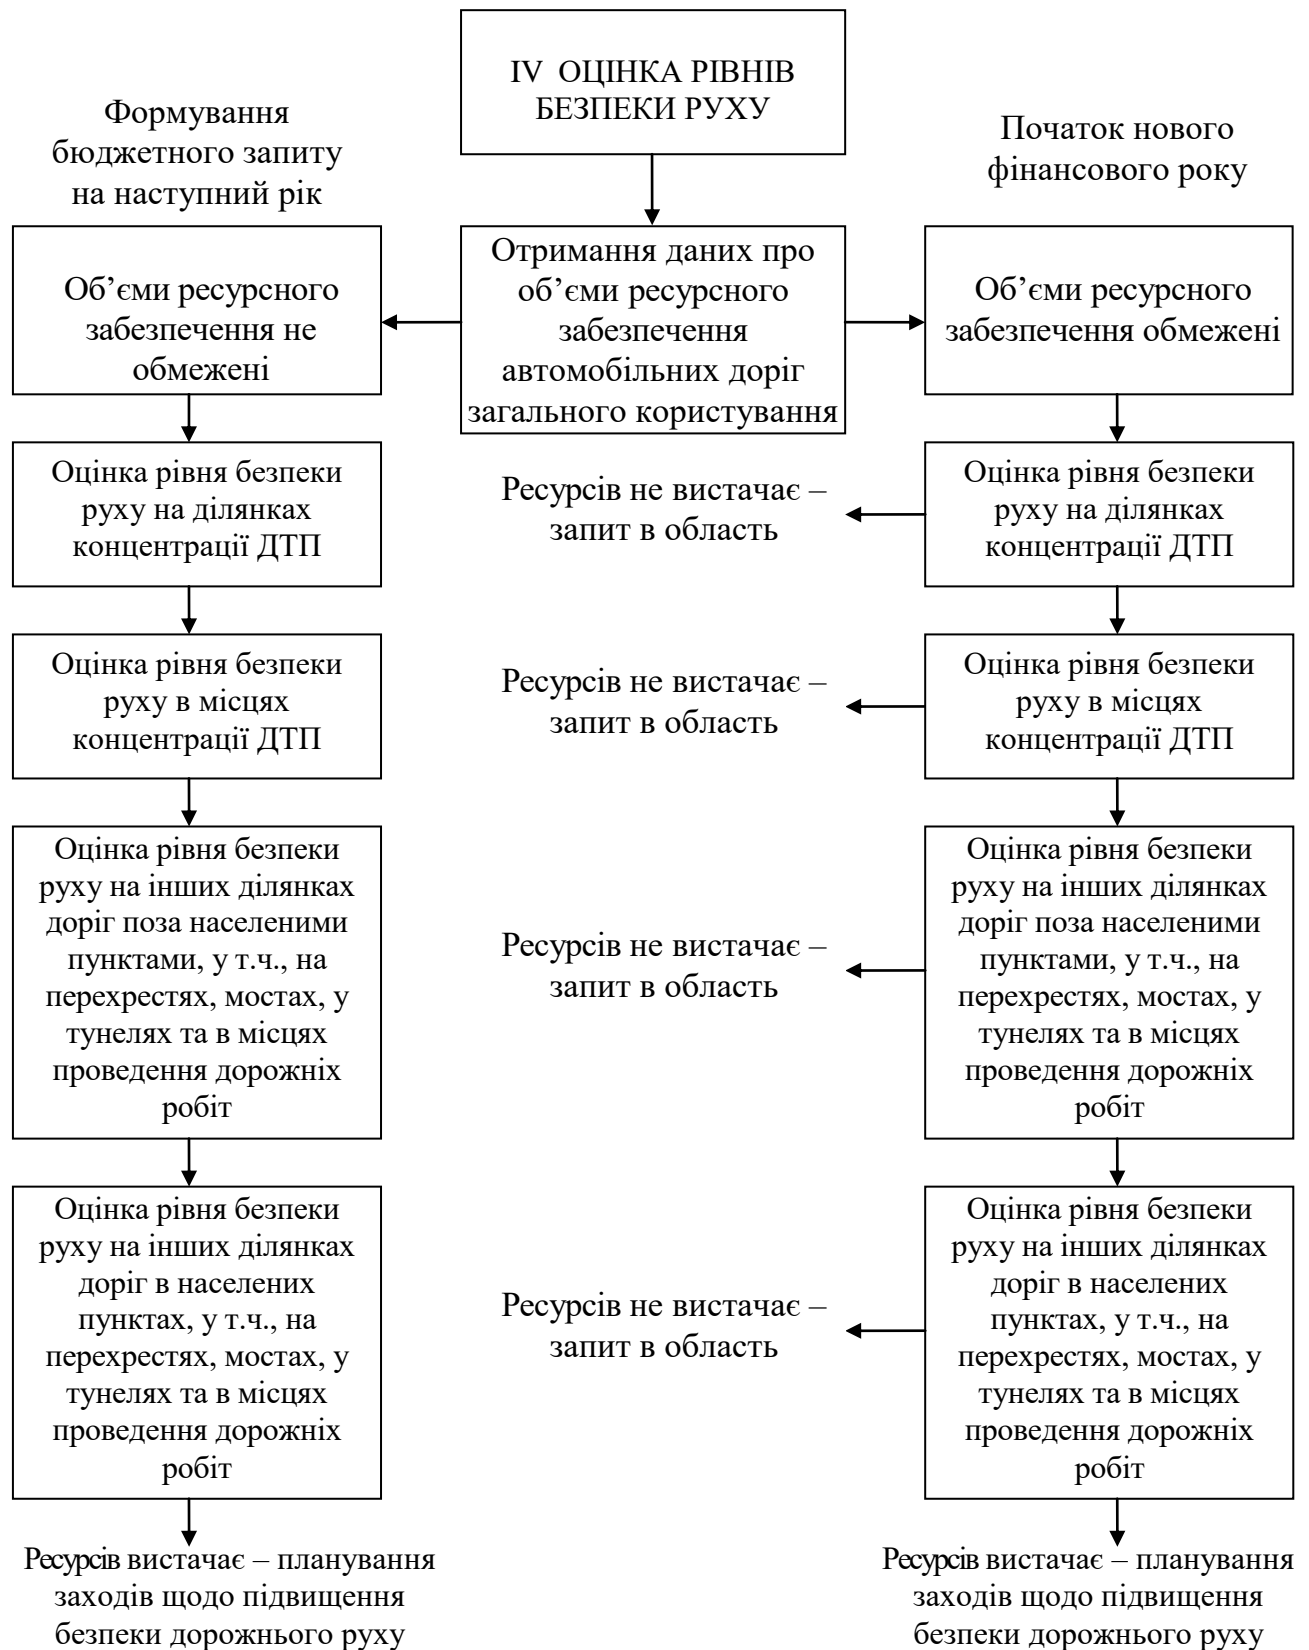 IV ОЦІНКА РІВНІВ
БЕЗПЕКИ РУХУ
Формування
бюджетного запиту
на наступний рік
Початок нового
фінансового року
Об’єми ресурсного
забезпечення не
обмежені
Отримання даних про
об’єми ресурсного
забезпечення
автомобільних доріг
загального користування
Об’єми ресурсного
забезпечення обмежені
Оцінка рівня безпеки
руху на ділянках
концентрації ДТП
Ресурсів не вистачає –
запит в область
Оцінка рівня безпеки
руху на ділянках
концентрації ДТП
Оцінка рівня безпеки
руху в місцях
концентрації ДТП
Ресурсів не вистачає –
запит в область
Оцінка рівня безпеки
руху в місцях
концентрації ДТП
Оцінка рівня безпеки
руху на інших ділянках
доріг поза населеними
пунктами, у т.ч., на
перехрестях, мостах, у
тунелях та в місцях
проведення дорожніх
робіт
Ресурсів не вистачає –
запит в область
Оцінка рівня безпеки
руху на інших ділянках
доріг поза населеними
пунктами, у т.ч., на
перехрестях, мостах, у
тунелях та в місцях
проведення дорожніх
робіт
Оцінка рівня безпеки
руху на інших ділянках
доріг в населених
пунктах, у т.ч., на
перехрестях, мостах, у
тунелях та в місцях
проведення дорожніх
робіт
Ресурсів не вистачає –
запит в область
Оцінка рівня безпеки
руху на інших ділянках
доріг в населених
пунктах, у т.ч., на
перехрестях, мостах, у
тунелях та в місцях
проведення дорожніх
робіт
Ресурсів вистачає – планування
заходів щодо підвищення
безпеки дорожнього руху
Ресурсів вистачає – планування
заходів щодо підвищення
безпеки дорожнього руху